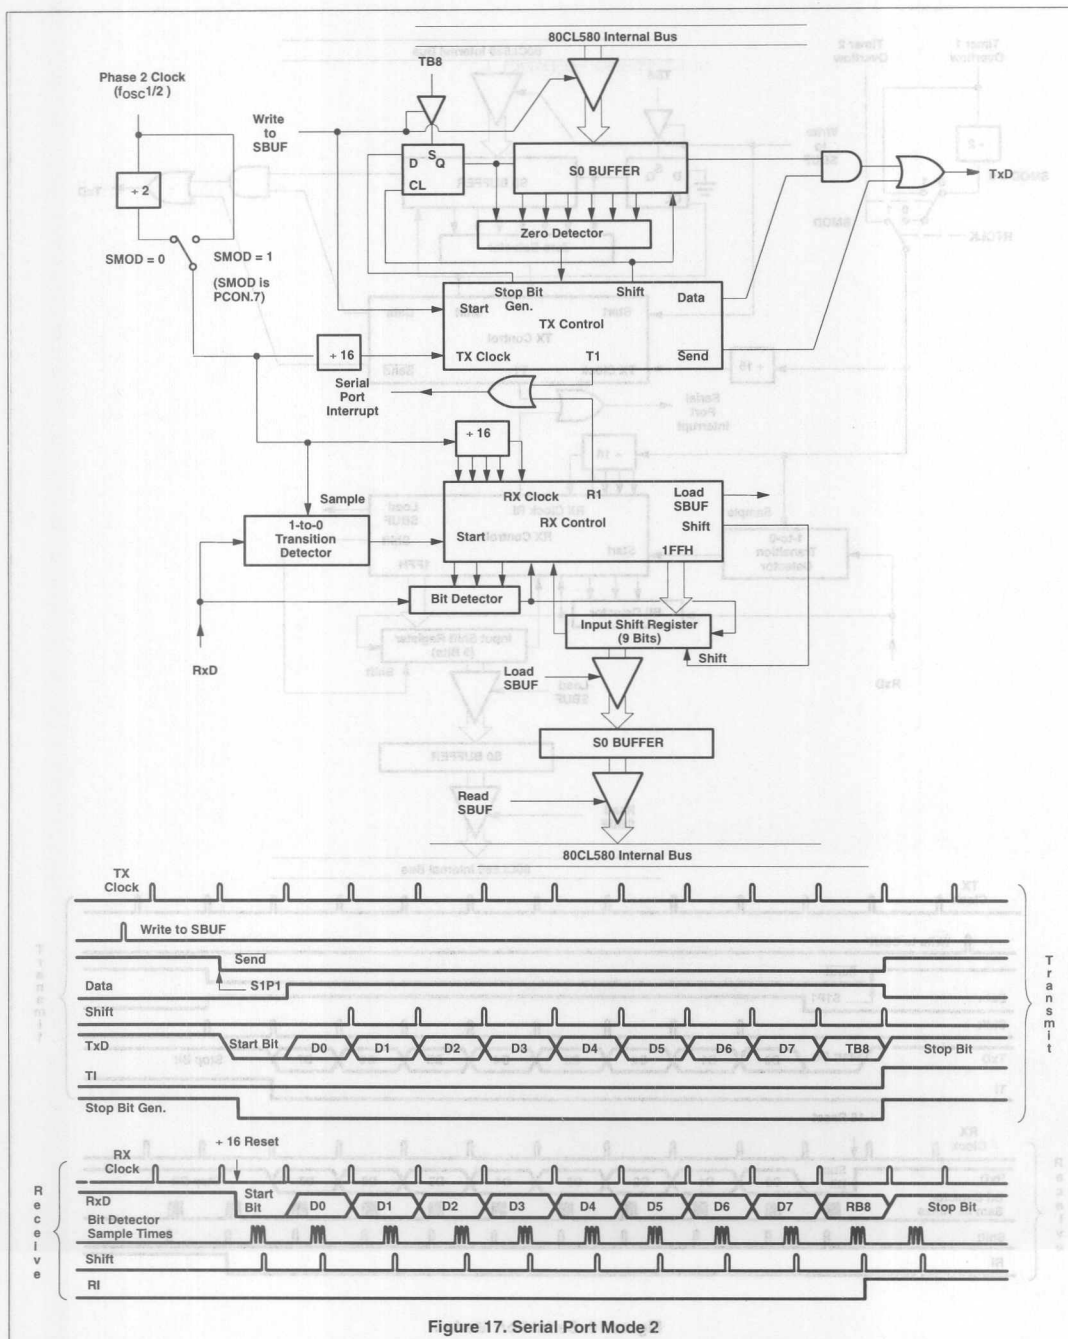 80CL580 Internal Bus
TB8
Phase 2 Clock
(fOSC1/2 )
Write
to
SBUF
D
S
Q
CL
S0 BUFFER
TxD
÷ 2
Zero Detector
SMOD = 0
SMOD = 1
(SMOD is
PCON.7)
Stop Bit
Gen.
Shift
Data
Start
TX Control
÷ 16
TX Clock
T1
Send
Serial
Port
Interrupt
÷ 16
Sample
RX Clock
R1
Load
SBUF
RX Control
Shift
1-to-0
Transition
Detector
Start
1FFH
Bit Detector
Input Shift Register
(9 Bits)
RxD
Shift
Load
SBUF
S0 BUFFER
Read
SBUF
80CL580 Internal Bus
TX
Clock
Write to SBUF
Send
S1P1
Data
Shift
TxD
Start Bit
D0
D1
D2
D3
D4
D5
D6
D7
TB8
Stop Bit
TI
Stop Bit Gen.
Transmit
÷ 16 Reset
RX
Clock
RxD
Start
Bit
D0
D1
D2
D3
D4
D5
D6
D7
RB8
Stop Bit
Bit Detector
Sample Times
Shift
RI
Receive
Figure 17. Serial Port Mode 2